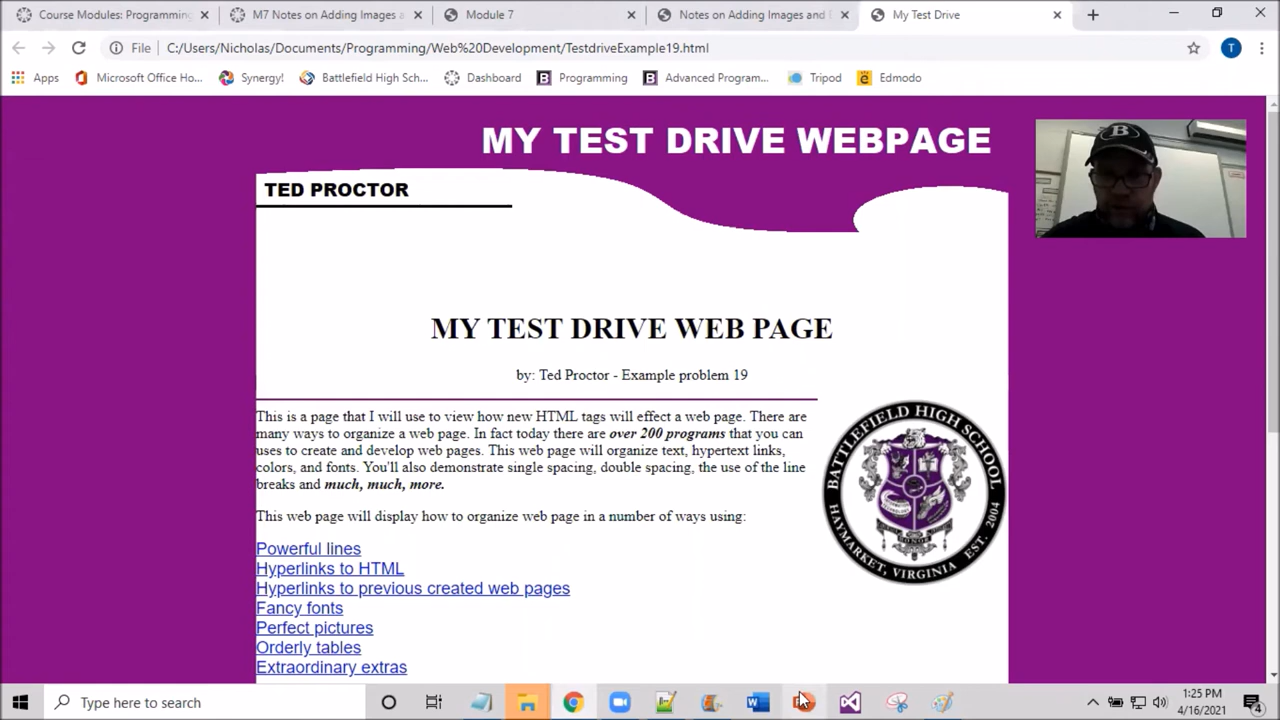 Course Modules: Programming
M7 Notes on Adding Images a
Module 7
Notes on Adding Images and E
My Test Drive
File
C:/Users/Nicholas/Documents/Programming/Web%20Development/TestdriveExample19.html
T
Apps
Microsoft Office Ho...
Synergy!
Battlefield High Sch...
Dashboard
Programming
Advanced Program...
Tripod
Edmodo
MY TEST DRIVE WEBPAGE
B
TED PROCTOR
MY TEST DRIVE WEB PAGE
by: Ted Proctor - Example problem 19
This is a page that I will use to view how new HTML tags will effect a web page. There are
many ways to organize a web page. In fact today there are over 200 programs that you can
uses to create and develop web pages. This web page will organize text, hypertext links,
colors, and fonts. You'll also demonstrate single spacing, double spacing, the use of the line
breaks and much, much, more.
BATTLEFIELD HIGH SCHOOL
HONOR
HAYMARKET, VIRGINIA EST. 2004
This web page will display how to organize web page in a number of ways using:
Powerful lines
Hyperlinks to HTML
Hyperlinks to previous created web pages
Fancy fonts
Perfect pictures
Orderly tables
Extraordinary extras
Type here to search
1:25 PM
4/16/2021
4